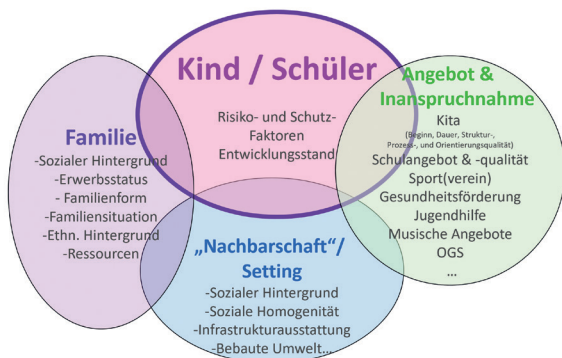 Kind / Schüler
Risiko- und Schutz-
Faktoren
Entwicklungsstand
Familie
-Sozialer Hintergrund
-Erwerbsstatus
- Familienform
-Familiensituation
-Ethn. Hintergrund
-Ressourcen
„Nachbarschaft"/
Setting
-Sozialer Hintergrund
-Soziale Homogenität
-Infrastrukturausstattung
-Bebaute Umwelt...
Angebot &
Inanspruchnahme
Kita
(Beginn, Dauer, Struktur-,
Prozess-, und Orientierungsqualität)
Schulangebot & -qualität
Sport(verein)
Gesundheitsförderung
Jugendhilfe
Musische Angebote
OGS
...